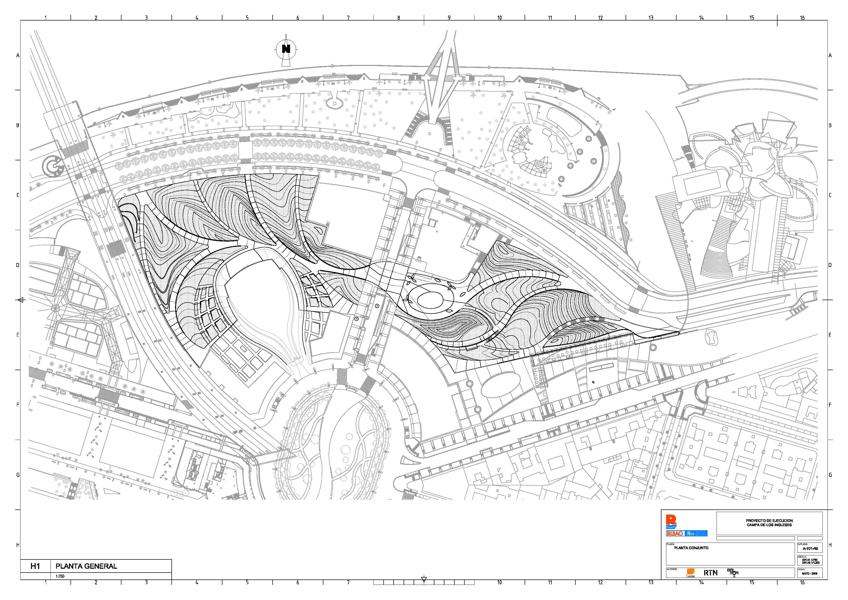 1 2 3 4 5 6 7 8 9 10 11 12 13 14 15 16
N
A A
B B
C C
D D
E E
F F
G G
H H
PROYECTO DE EJECUCION
CAMPA DE LOS INGLESES
BILBAO Ría
PLANTA CONJUNTO
RTN
H1 PLANTA GENERAL
1:750
1 2 3 4 5 6 7 8 9 10 11 12 13 14 15 16